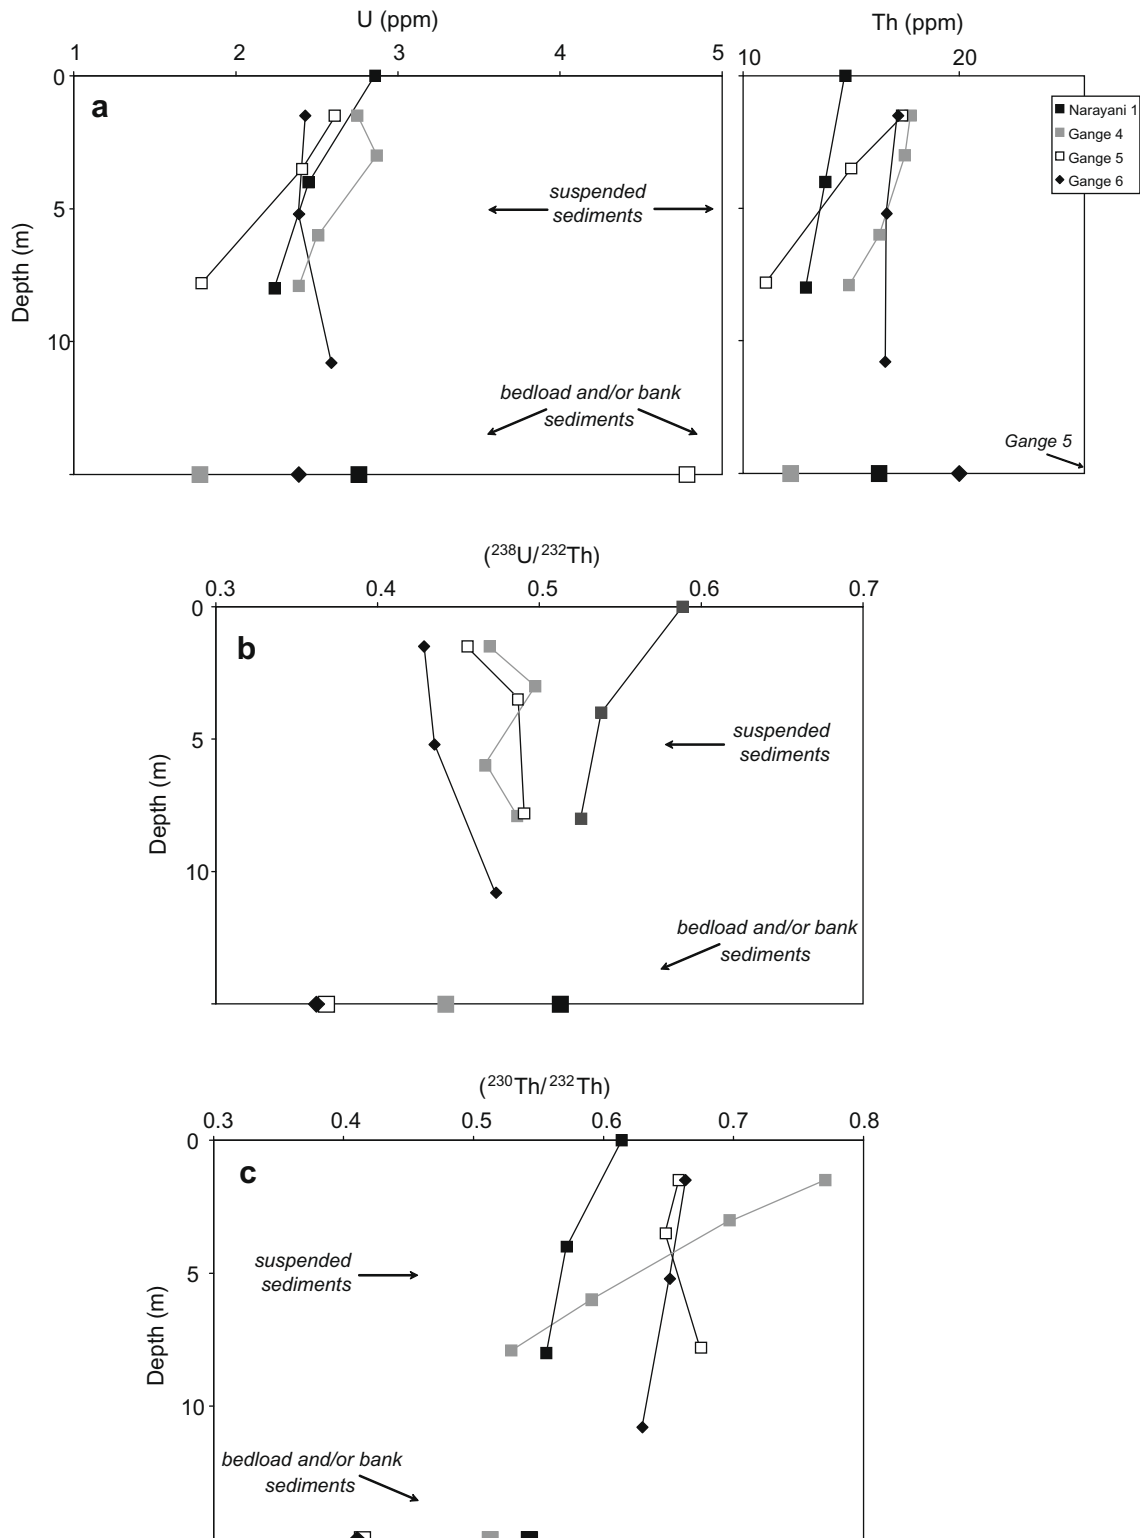 U (ppm)
Th (ppm)
1 2 3 4 5
10 20
0
a
Narayani 1
Gange 4
Gange 5
Gange 6
suspended
sediments
5
Depth (m)
10
bedload and/or bank
sediments
Gange 5
(²³⁸U/²³²Th)
0.3 0.4 0.5 0.6 0.7
0
b
suspended
sediments
5
Depth (m)
10
bedload and/or bank
sediments
(²³⁰Th/²³²Th)
0.3 0.4 0.5 0.6 0.7 0.8
0
c
suspended
sediments
5
Depth (m)
10
bedload and/or bank
sediments